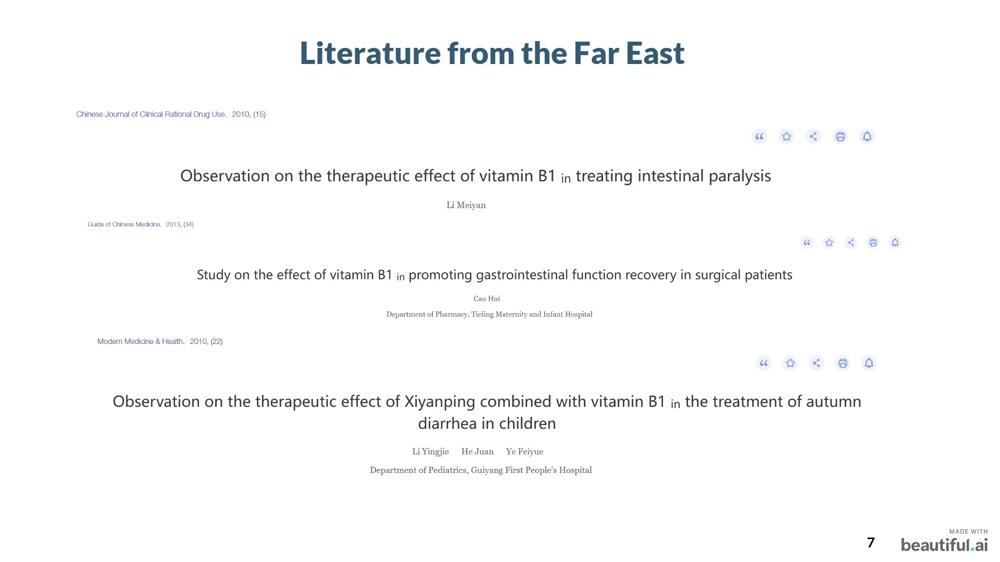 Literature from the Far East
Chinese Journal of Clinical Rational Drug Use. 2010, (15)
Observation on the therapeutic effect of vitamin B1 in treating intestinal paralysis
Li Meiyan
Guide of Chinese Medicine. 2013, (34)
Study on the effect of vitamin B1 in promoting gastrointestinal function recovery in surgical patients
Cao Hui
Department of Pharmacy, Tieling Maternity and Infant Hospital
Modern Medicine & Health. 2010, (22)
Observation on the therapeutic effect of Xiyanping combined with vitamin B1 in the treatment of autumn
diarrhea in children
Li Yingjie He Juan Ye Feiyue
Department of Pediatrics, Guiyang First People's Hospital
7
MADE WITH
beautiful.ai